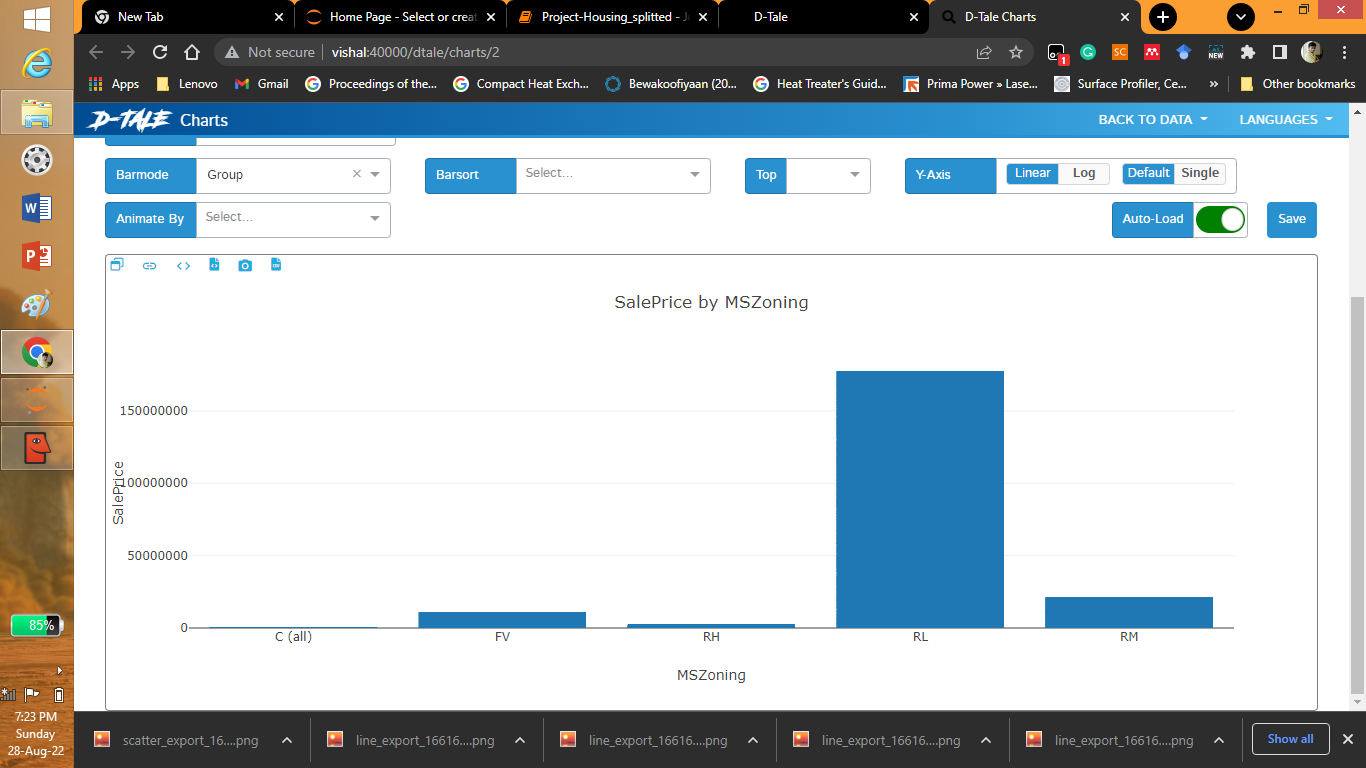 New Tab
Home Page - Select or creat
Project-Housing_splitted - J
D-Tale
D-Tale Charts
Not secure | vishal:40000/dtale/charts/2
SC
1
NEW
Apps
Lenovo
Gmail
Proceedings of the...
Compact Heat Exch...
Bewakoofiyaan (20...
Heat Treater's Guid...
Prima Power » Lase...
Surface Profiler, Ce...
»
Other bookmarks
D-TALE Charts
BACK TO DATA
LANGUAGES
Barmode
Group
Barsort
Select...
Top
Y-Axis
Linear
Log
Default
Single
Animate By
Select...
Auto-Load
Save
SalePrice by MSZoning
150000000
100000000
50000000
0
SalePrice
C (all)
FV
RH
RL
RM
MSZoning
85%
7:23 PM
Sunday
28-Aug-22
scatter_export_16....png
line_export_16616....png
line_export_16616....png
line_export_16616....png
line_export_16616....png
Show all